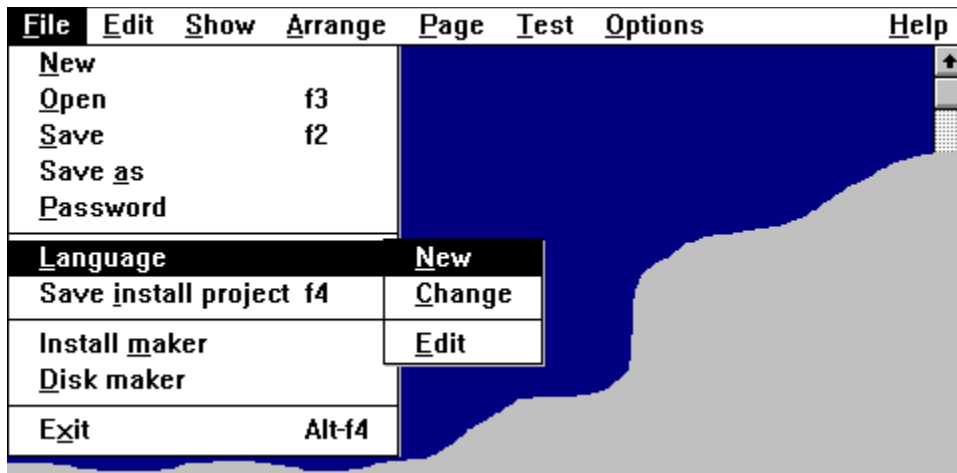 File Edit Show Arrange Page Test Options Help
New
Open f3
Save f2
Save as
Password
Language
Save install project f4
Install maker
Disk maker
Exit Alt-f4
New
Change
Edit